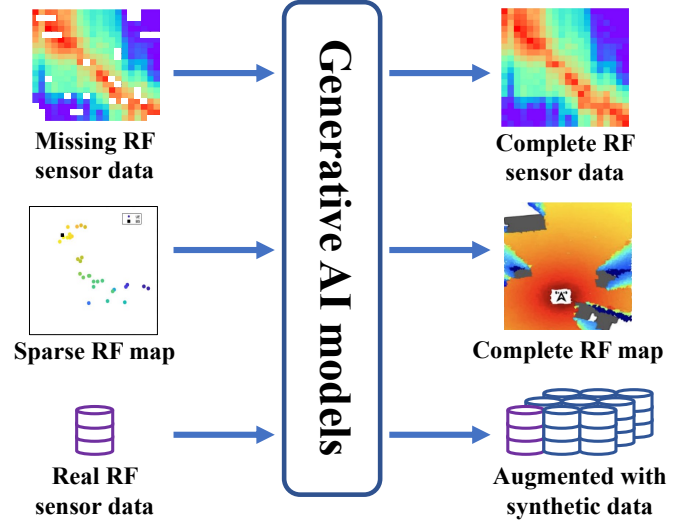 Missing RF
sensor data
Complete RF
sensor data
Generative AI models
Sparse RF map
Complete RF map
Real RF
sensor data
Augmented with
synthetic data